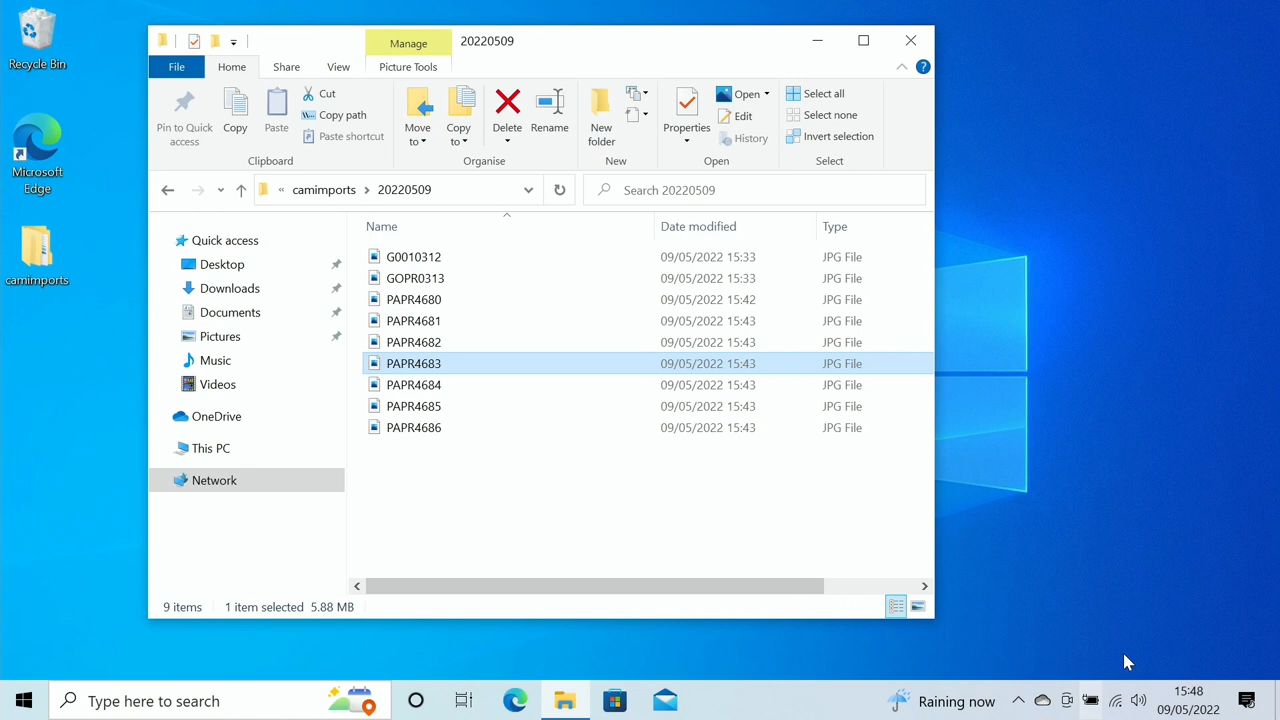 Recycle Bin
Microsoft
Edge
camimports
Manage
20220509
File
Home
Share
View
Picture Tools
Pin to Quick
access
Copy
Paste
Cut
Copy path
Paste shortcut
Clipboard
Move
to
Copy
to
Delete
Rename
Organise
New
folder
New
Properties
Open
Edit
History
Open
Select all
Select none
Invert selection
Select
« camimports > 20220509
Search 20220509
Quick access
Desktop
Downloads
Documents
Pictures
Music
Videos
OneDrive
This PC
Network
Name Date modified Type
G0010312 09/05/2022 15:33 JPG File
GOPR0313 09/05/2022 15:33 JPG File
PAPR4680 09/05/2022 15:42 JPG File
PAPR4681 09/05/2022 15:43 JPG File
PAPR4682 09/05/2022 15:43 JPG File
PAPR4683 09/05/2022 15:43 JPG File
PAPR4684 09/05/2022 15:43 JPG File
PAPR4685 09/05/2022 15:43 JPG File
PAPR4686 09/05/2022 15:43 JPG File
9 items 1 item selected 5.88 MB
Type here to search
Raining now
15:48
09/05/2022